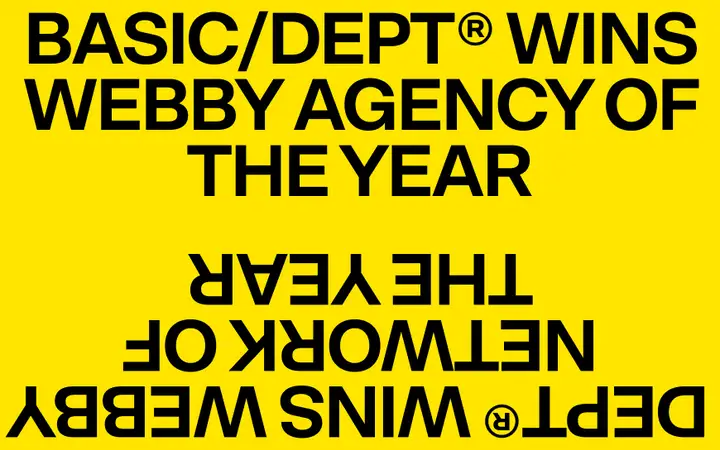 BASIC/DEPT® WINS
WEBBY AGENCY OF
THE YEAR
DEPT® WINS WEBBY
NETWORK OF
THE YEAR